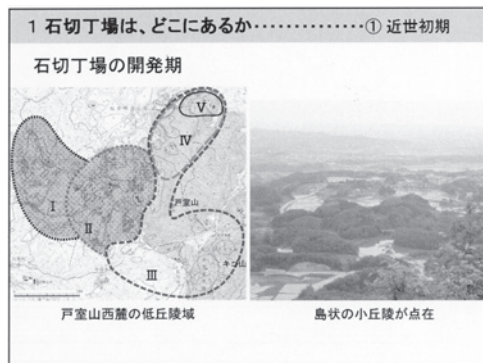 1 石切丁場は、どこにあるか‥‥‥‥‥① 近世初期
石切丁場の開発期
Ⅴ
Ⅳ
戸室山
Ⅰ
Ⅱ
Ⅲ
キゴ山
戸室山西麓の低丘陵域
島状の小丘陵が点在